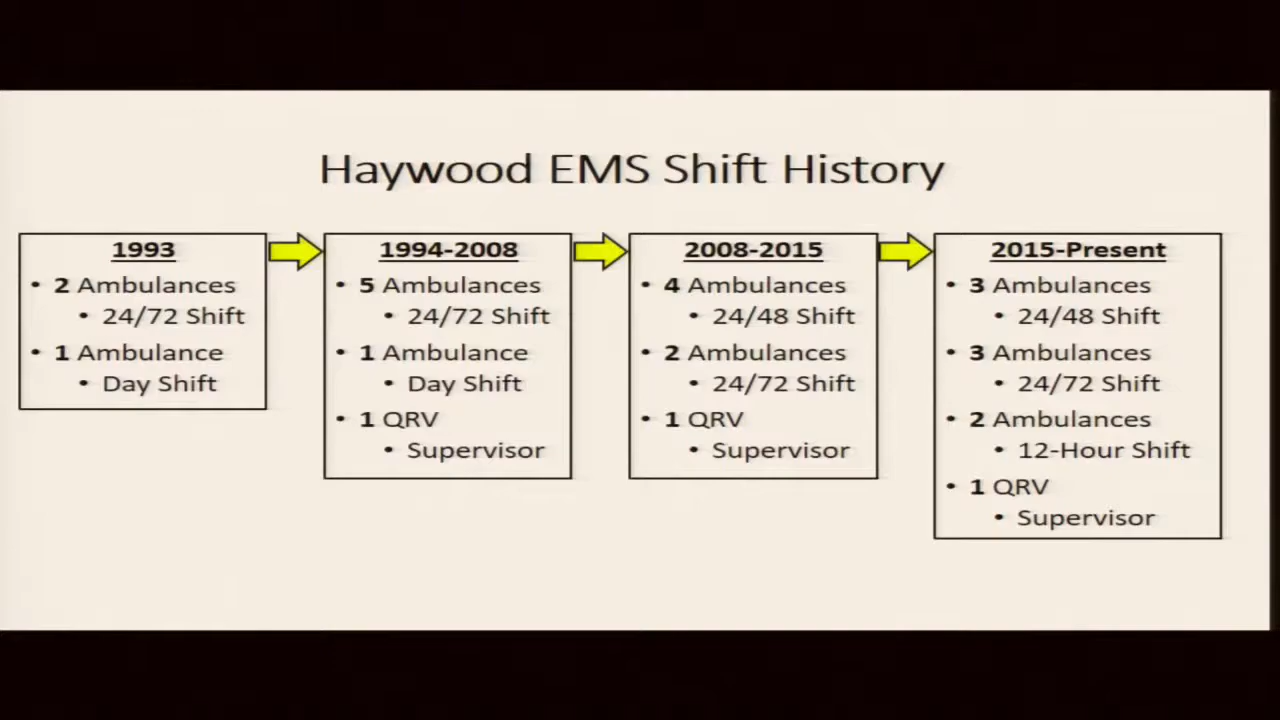 Haywood EMS Shift History
1993
• 2 Ambulances
• 24/72 Shift
• 1 Ambulance
• Day Shift
1994-2008
• 5 Ambulances
• 24/72 Shift
• 1 Ambulance
• Day Shift
• 1 QRV
• Supervisor
2008-2015
• 4 Ambulances
• 24/48 Shift
• 2 Ambulances
• 24/72 Shift
• 1 QRV
• Supervisor
2015-Present
• 3 Ambulances
• 24/48 Shift
• 3 Ambulances
• 24/72 Shift
• 2 Ambulances
• 12-Hour Shift
• 1 QRV
• Supervisor